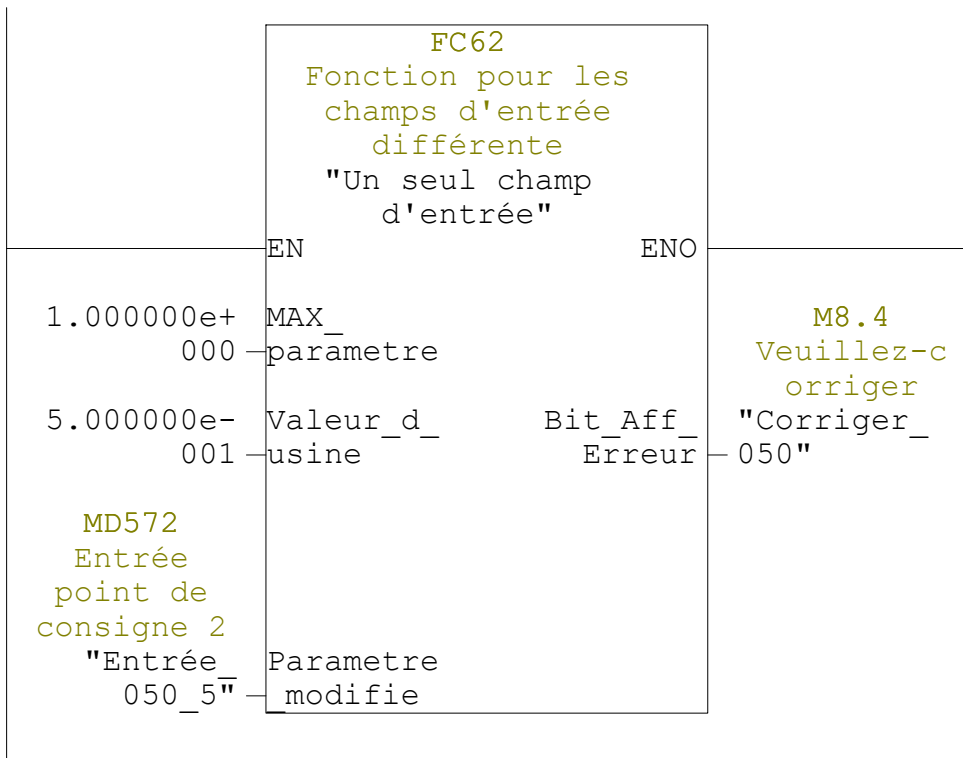 FC62
Fonction pour les
champs d'entrée
différente
"Un seul champ
d'entrée"
EN
ENO
1.000000e+
000
MAX_
parametre
M8.4
Veuillez-c
orriger
"Corriger_
050"
5.000000e-
001
Valeur_d_
usine
Bit_Aff_
Erreur
MD572
Entrée
point de
consigne 2
"Entrée_
050_5"
Parametre
_modifie